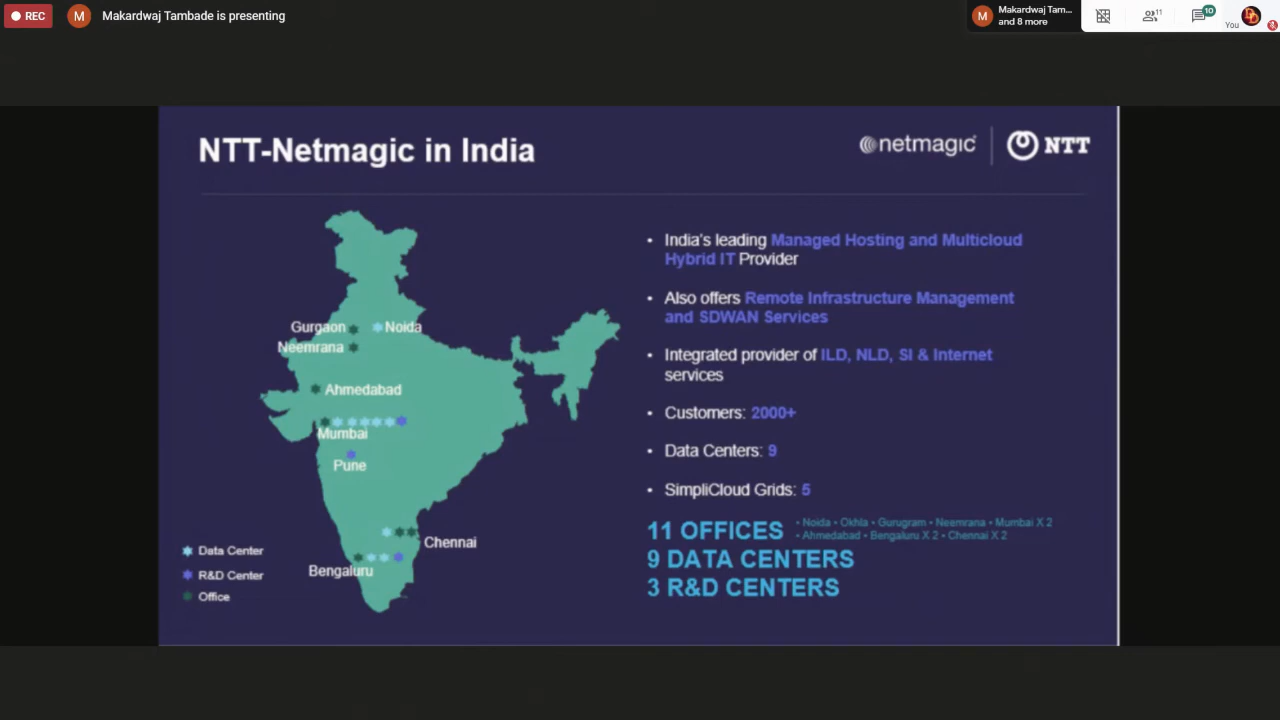 REC
M
Makardwaj Tambade is presenting
M
Makardwaj Tam...
and 8 more
11
10
You
NTT-Netmagic in India
netmagic
NTT
Gurgaon
Noida
Neemrana
Ahmedabad
Mumbai
Pune
Chennai
Bengaluru
Data Center
R&D Center
Office
• India's leading Managed Hosting and Multicloud
Hybrid IT Provider
• Also offers Remote Infrastructure Management
and SDWAN Services
• Integrated provider of ILD, NLD, SI & Internet
services
• Customers: 2000+
• Data Centers: 9
• SimpliCloud Grids: 5
11 OFFICES
• Noida • Okhla • Gurugram • Neemrana • Mumbai X 2
• Ahmedabad • Bengaluru X 2 • Chennai X 2
9 DATA CENTERS
3 R&D CENTERS